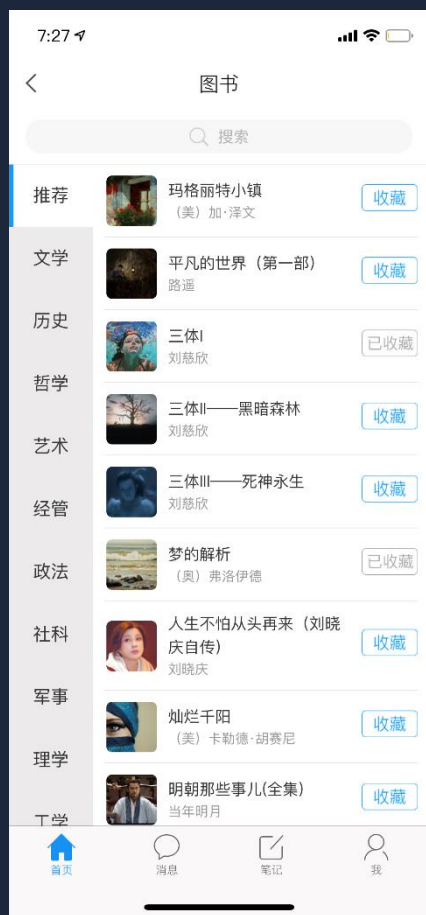 7:27
图书
搜索
推荐
文学
历史
哲学
艺术
经管
政法
社科
军事
理学
工学
玛格丽特小镇
（美）加·泽文
收藏
平凡的世界（第一部）
路遥
收藏
三体I
刘慈欣
已收藏
三体II——黑暗森林
刘慈欣
收藏
三体III——死神永生
刘慈欣
收藏
梦的解析
（奥）弗洛伊德
已收藏
人生不怕从头再来（刘晓
庆自传）
刘晓庆
收藏
灿烂千阳
（美）卡勒德·胡赛尼
收藏
明朝那些事儿(全集)
当年明月
收藏
首页
消息
笔记
我